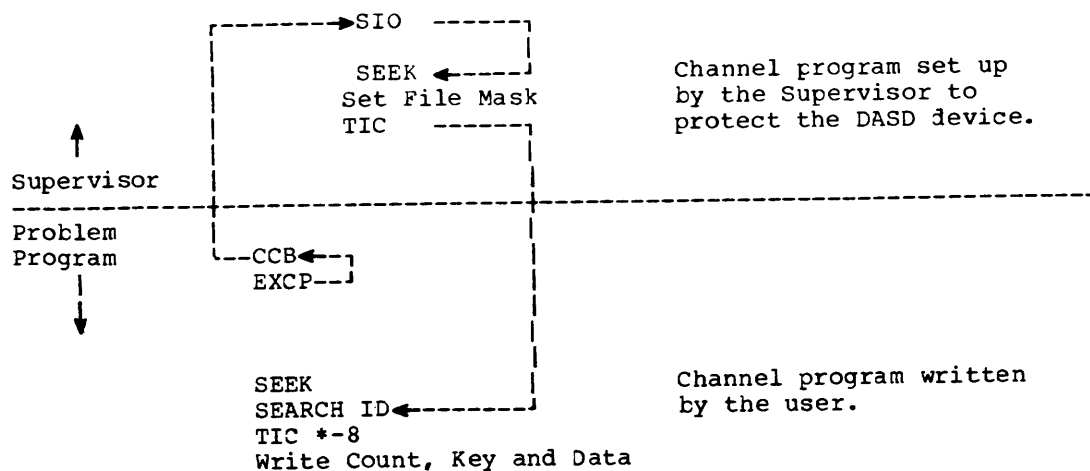 SIO
SEEK
Set File Mask
TIC
Channel program set up
by the Supervisor to
protect the DASD device.
Supervisor
Problem
Program
CCB
EXCP
SEEK
SEARCH ID
TIC *-8
Write Count, Key and Data
Channel program written
by the user.